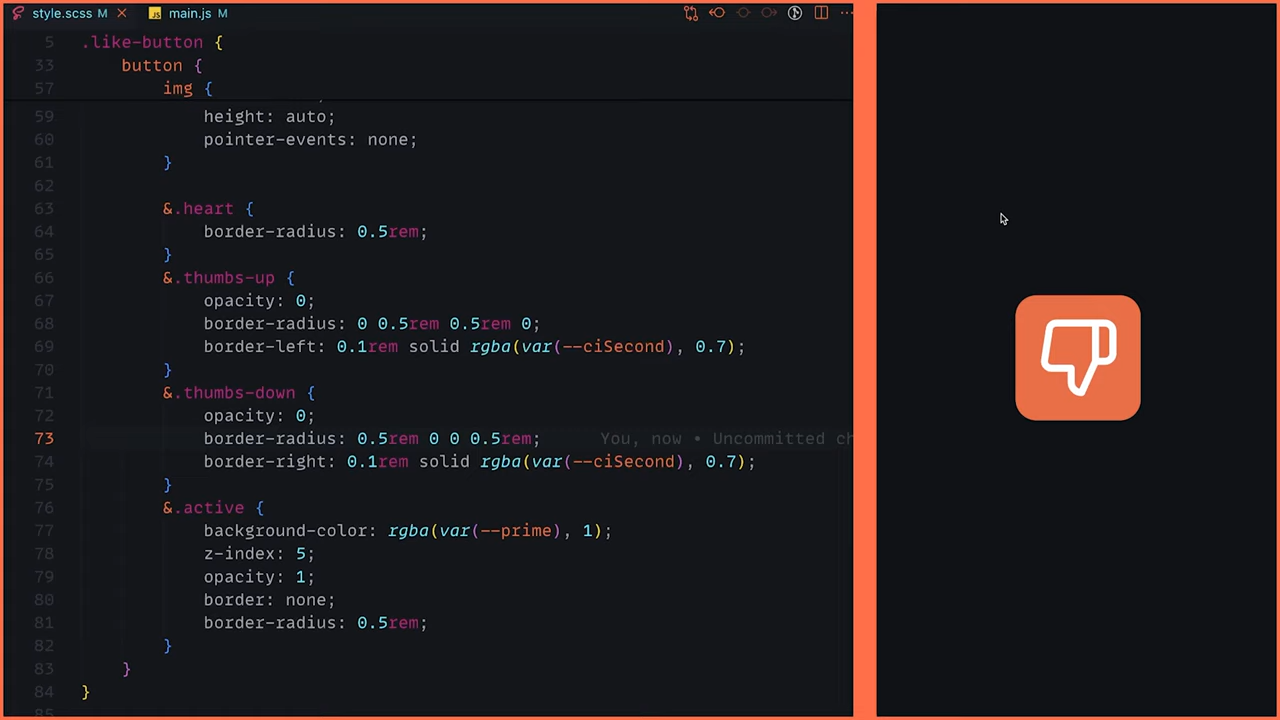 style.scss M
main.js M
5 .like-button {
33 button {
57 img {
59 height: auto;
60 pointer-events: none;
61 }
62
63 &.heart {
64 border-radius: 0.5rem;
65 }
66 &.thumbs-up {
67 opacity: 0;
68 border-radius: 0 0.5rem 0.5rem 0;
69 border-left: 0.1rem solid rgba(var(--ciSecond), 0.7);
70 }
71 &.thumbs-down {
72 opacity: 0;
73 border-radius: 0.5rem 0 0 0.5rem; You, now • Uncommitted ch
74 border-right: 0.1rem solid rgba(var(--ciSecond), 0.7);
75 }
76 &.active {
77 background-color: rgba(var(--prime), 1);
78 z-index: 5;
79 opacity: 1;
80 border: none;
81 border-radius: 0.5rem;
82 }
83 }
84 }
85